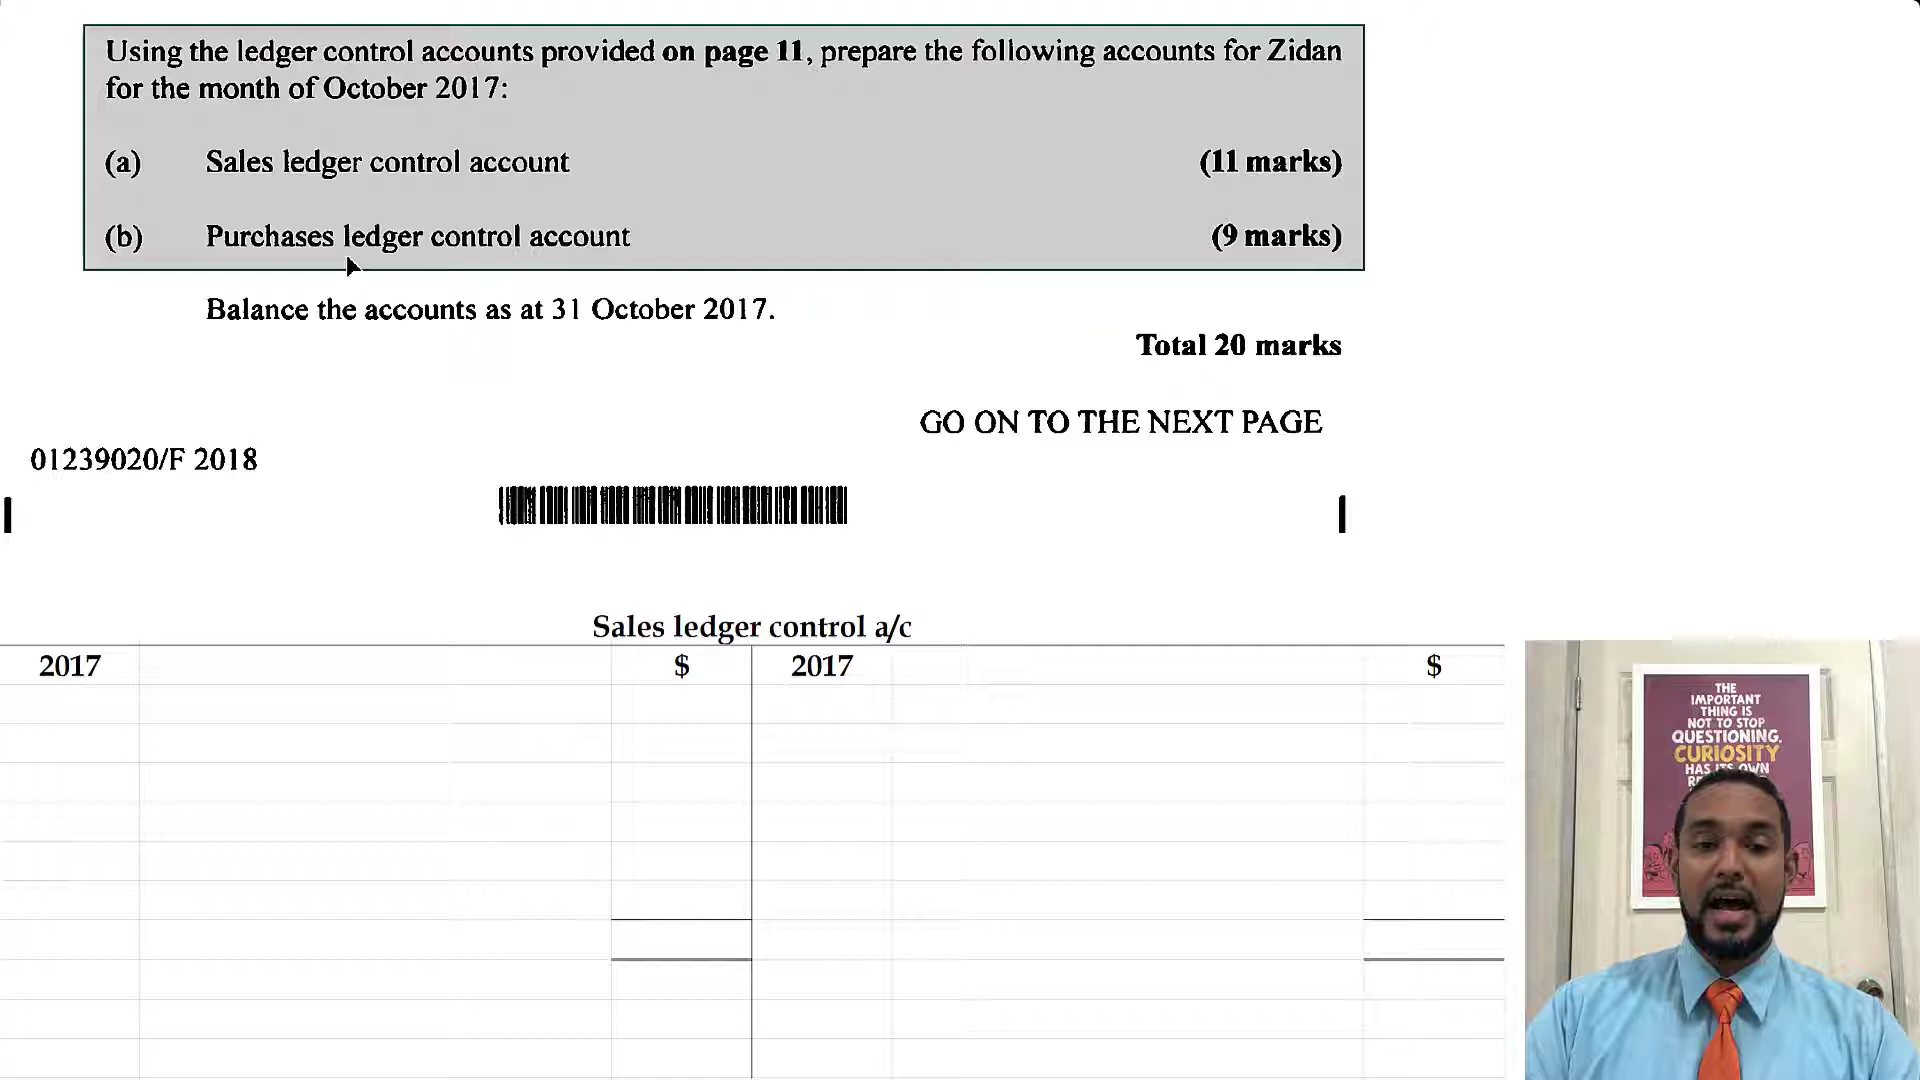 Using the ledger control accounts provided on page 11, prepare the following accounts for Zidan
for the month of October 2017:
(a) Sales ledger control account (11 marks)
(b) Purchases ledger control account (9 marks)
Balance the accounts as at 31 October 2017.
Total 20 marks
GO ON TO THE NEXT PAGE
01239020/F 2018
Sales ledger control a/c
2017 $ 2017 $
THE
IMPORTANT
THING IS
NOT TO STOP
QUESTIONING.
CURIOSITY
HAS ITS OWN